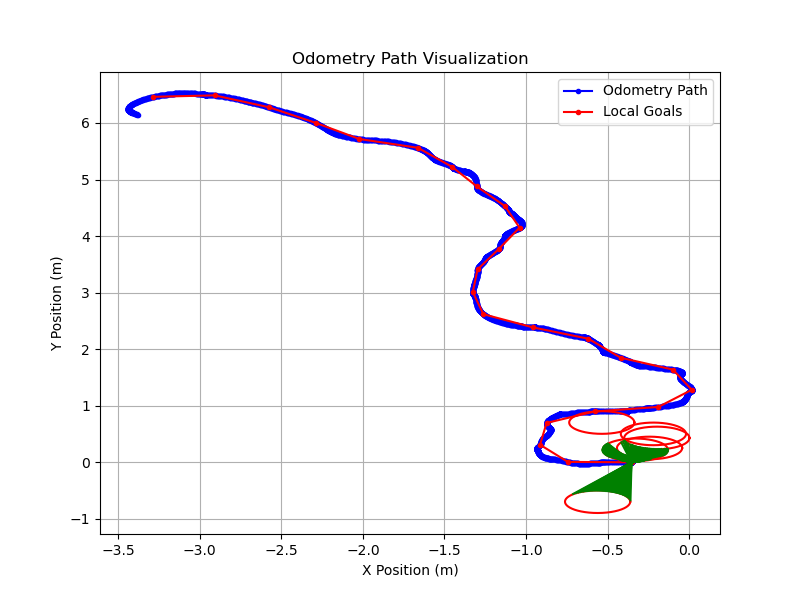 Odometry Path Visualization
Odometry Path
Local Goals
Y Position (m)
6
5
4
3
2
1
0
−1
−3.5 −3.0 −2.5 −2.0 −1.5 −1.0 −0.5 0.0
X Position (m)